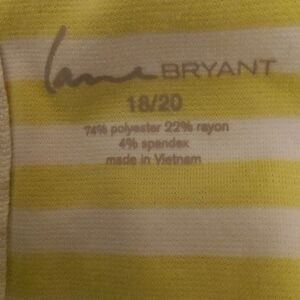 Lane BRYANT
18/20
74% polyester 22% rayon
4% spandex
made in Vietnam